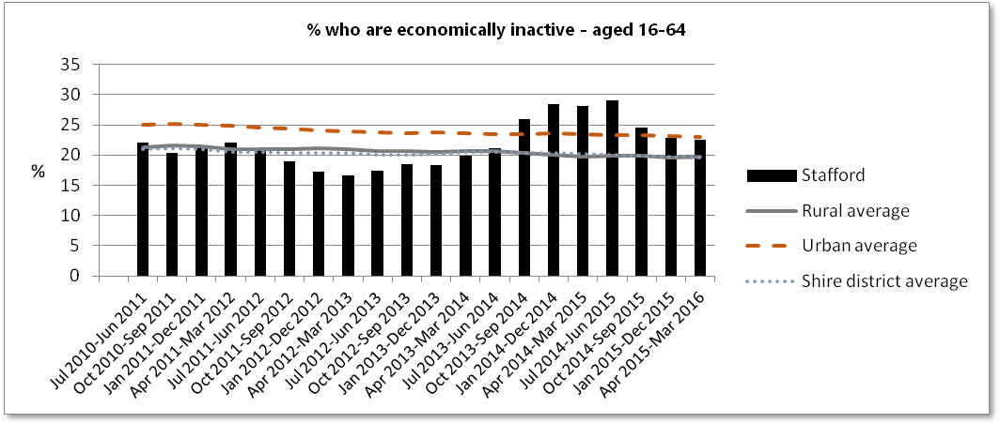 % who are economically inactive - aged 16-64
35
30
25
20
15
10
5
0
%
Jul 2010-Jun 2011
Oct 2010-Sep 2011
Jan 2011-Dec 2011
Apr 2011-Mar 2012
Jul 2011-Jun 2012
Oct 2011-Sep 2012
Jan 2012-Dec 2012
Apr 2012-Mar 2013
Jul 2012-Jun 2013
Oct 2012-Sep 2013
Jan 2013-Dec 2013
Apr 2013-Mar 2014
Jul 2013-Jun 2014
Oct 2013-Sep 2014
Jan 2014-Dec 2014
Apr 2014-Mar 2015
Jul 2014-Jun 2015
Oct 2014-Sep 2015
Jan 2015-Dec 2015
Apr 2015-Mar 2016
Stafford
Rural average
Urban average
Shire district average